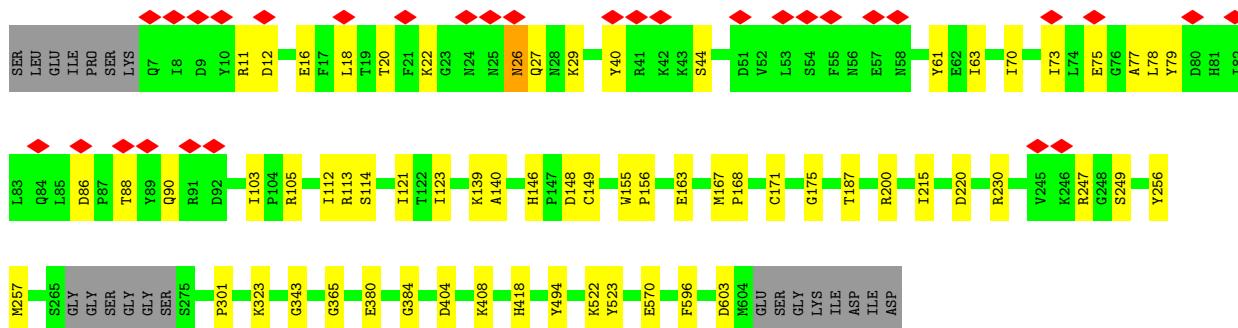 SER LEU GLU ILE PRO SER LYS Q7 I8 D9 Y10 R11 D12 E16 F17 L18 T19 T20 F21 K22 G23 N24 N25 N26 Q27 N28 K29 Y40 R41 K42 K43 S44 D51 V52 L53 S54 F55 N56 E57 N58 Y61 E62 I63 I70 I73 L74 E75 G76 A77 L78 Y79 D80 H81
L83 Q84 L85 D86 P87 T88 Y89 Q90 R91 D92 I103 P104 R105 I112 R113 S114 I121 T122 I123 K139 A140 H146 P147 D148 C149 W155 P156 E163 M167 P168 C171 G175 T187 R200 I215 D220 R230 V245 K246 R247 G248 S249 Y256
M257 S265 GLY GLY SER GLY GLY SER S275 P301 K323 G343 G365 E380 G384 D404 K408 H418 Y494 K522 Y523 E570 F596 D603 M604 GLU SER GLY LYS ILE ASP ILE ASP